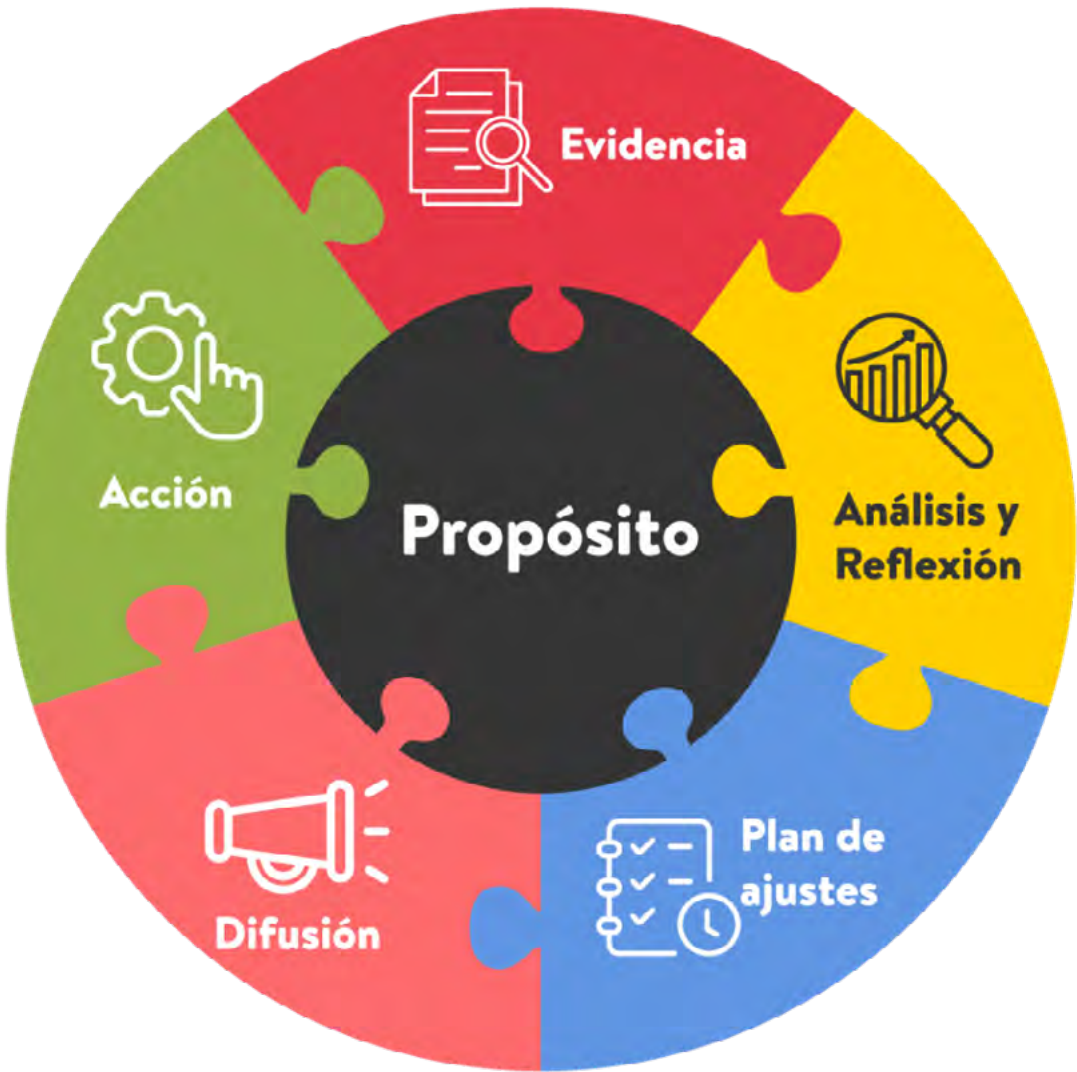 Evidencia
Análisis y
Reflexión
Plan de
ajustes
Difusión
Acción
Propósito